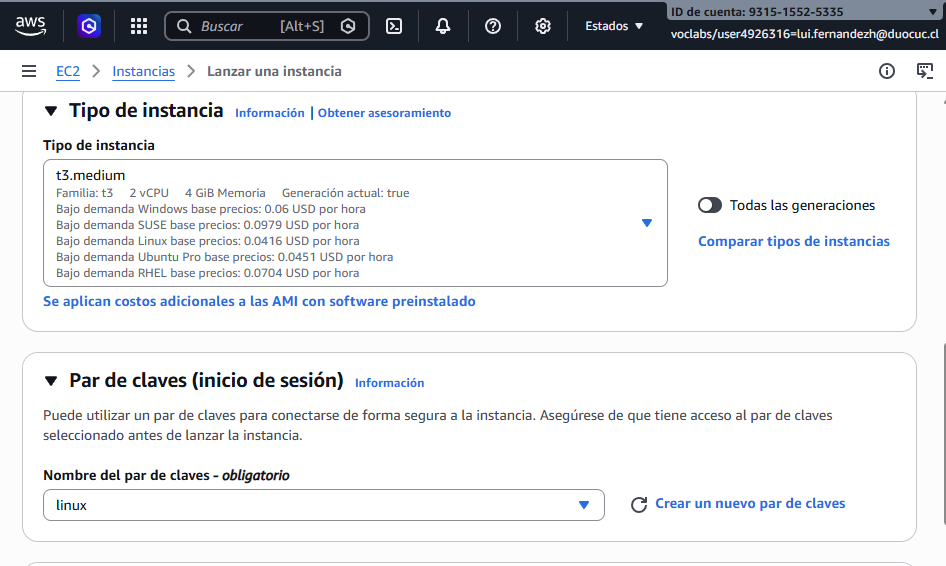 aws
Buscar
[Alt+S]
Estados
ID de cuenta: 9315-1552-5335
voclabs/user4926316=lui.fernandezh@duocuc.cl
EC2
Instancias
Lanzar una instancia
Tipo de instancia
Información | Obtener asesoramiento
Tipo de instancia
t3.medium
Familia: t3 2 vCPU 4 GiB Memoria Generación actual: true
Bajo demanda Windows base precios: 0.06 USD por hora
Bajo demanda SUSE base precios: 0.0979 USD por hora
Bajo demanda Linux base precios: 0.0416 USD por hora
Bajo demanda Ubuntu Pro base precios: 0.0451 USD por hora
Bajo demanda RHEL base precios: 0.0704 USD por hora
Todas las generaciones
Comparar tipos de instancias
Se aplican costos adicionales a las AMI con software preinstalado
Par de claves (inicio de sesión)
Información
Puede utilizar un par de claves para conectarse de forma segura a la instancia. Asegúrese de que tiene acceso al par de claves
seleccionado antes de lanzar la instancia.
Nombre del par de claves - obligatorio
linux
Crear un nuevo par de claves